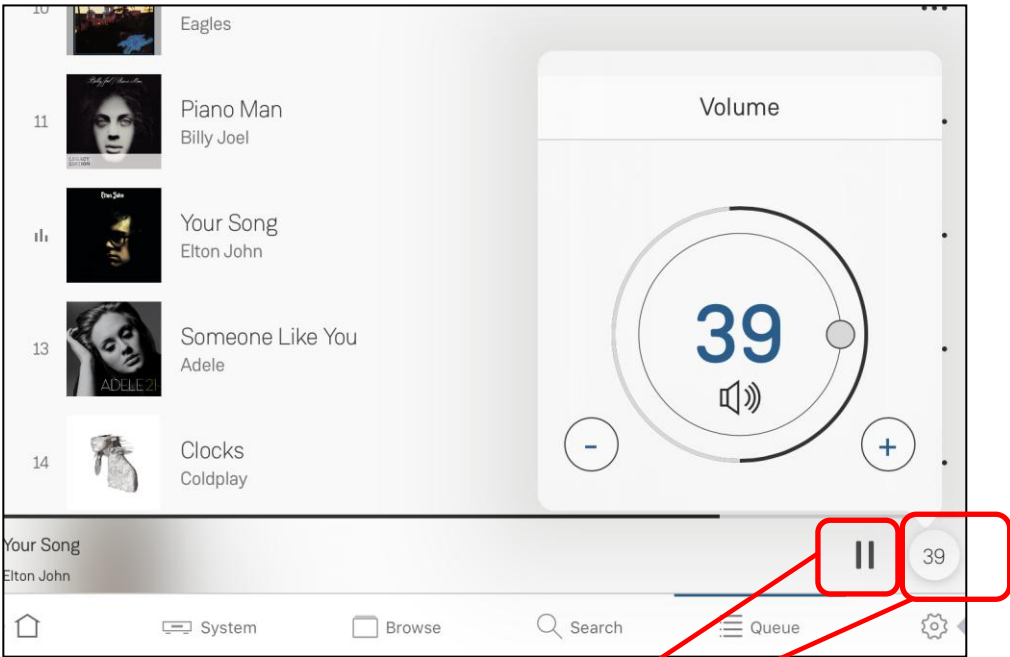 10
Eagles
11
Piano Man
Billy Joel
Your Song
Elton John
13
Someone Like You
Adele
ADELE 21
14
Clocks
Coldplay
Volume
39
-
+
Your Song
Elton John
39
System
Browse
Search
Queue